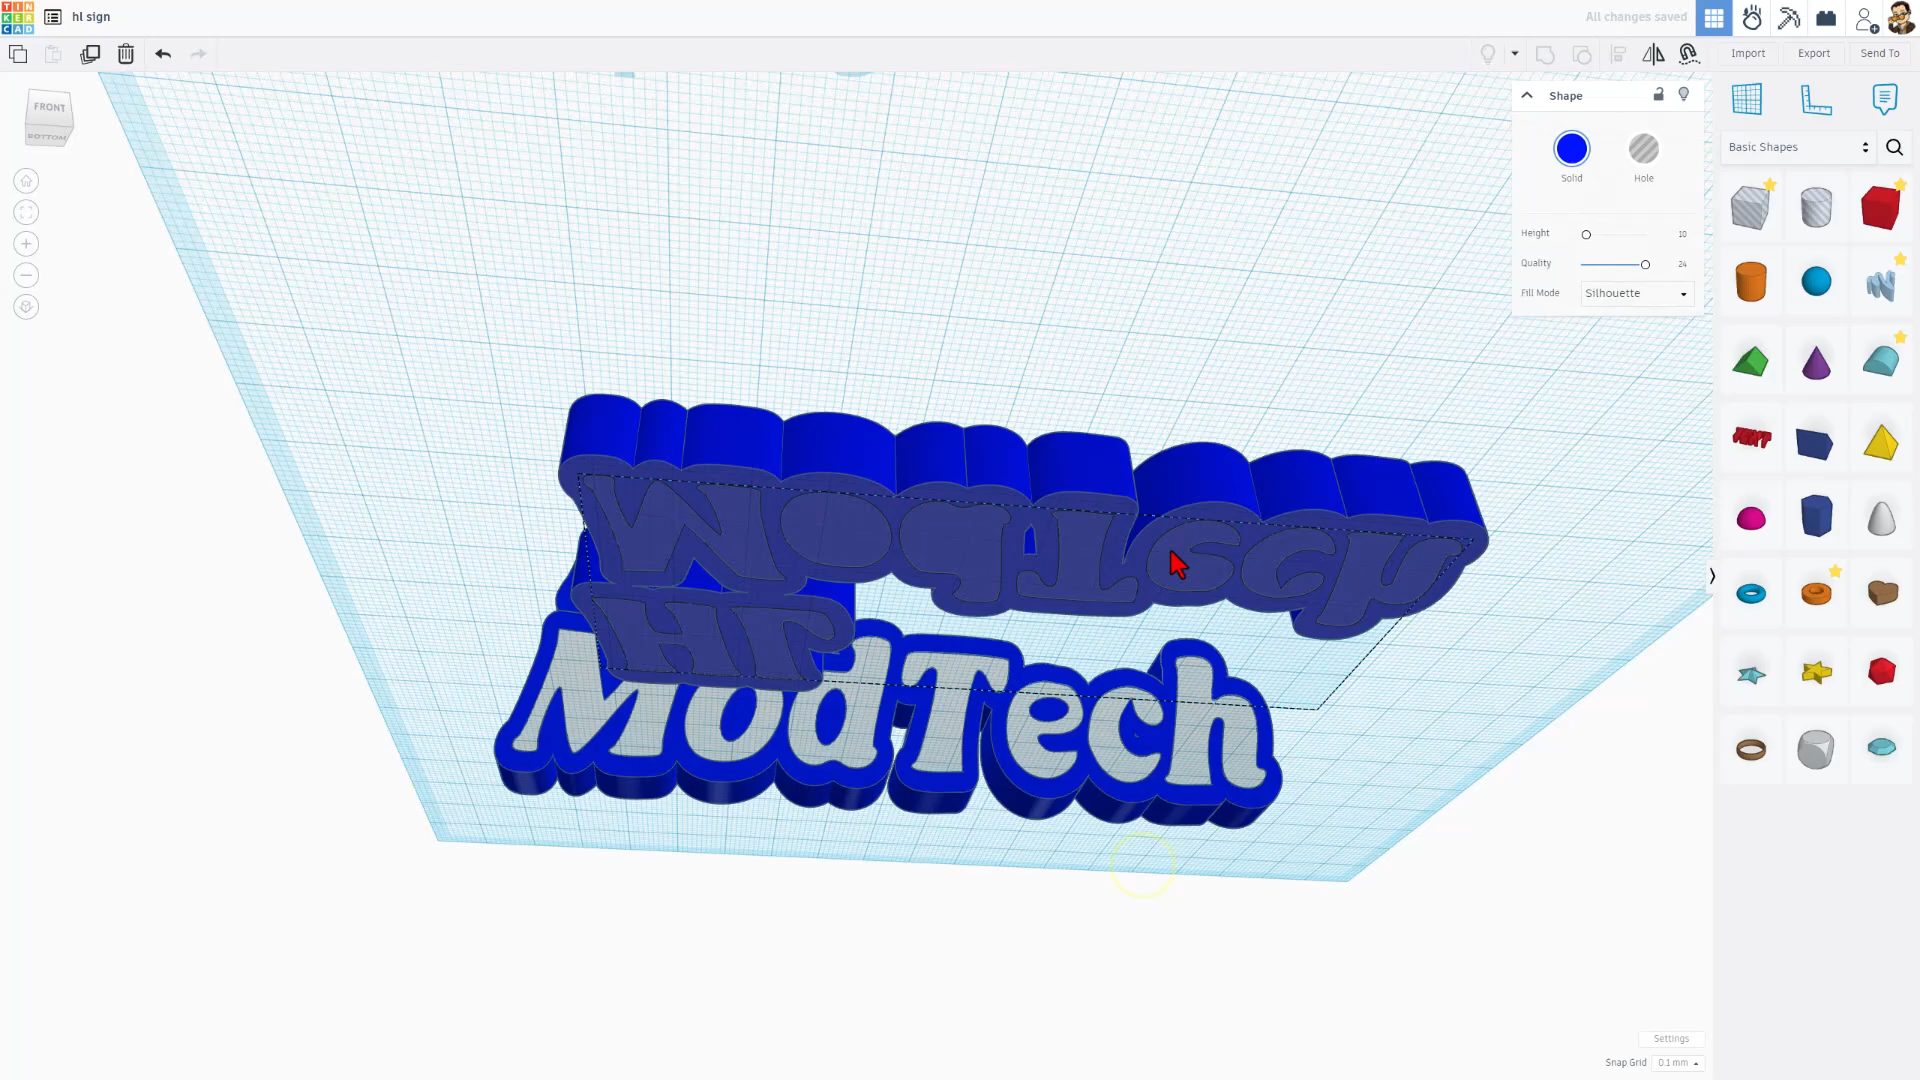 TIN
KER
CAD
hl sign
All changes saved
Import
Export
Send To
FRONT
BOTTOM
Shape
Solid
Hole
Height
10
Quality
24
Fill Mode
Silhouette
Basic Shapes
TEXT
ModTech
Settings
Snap Grid
0.1 mm